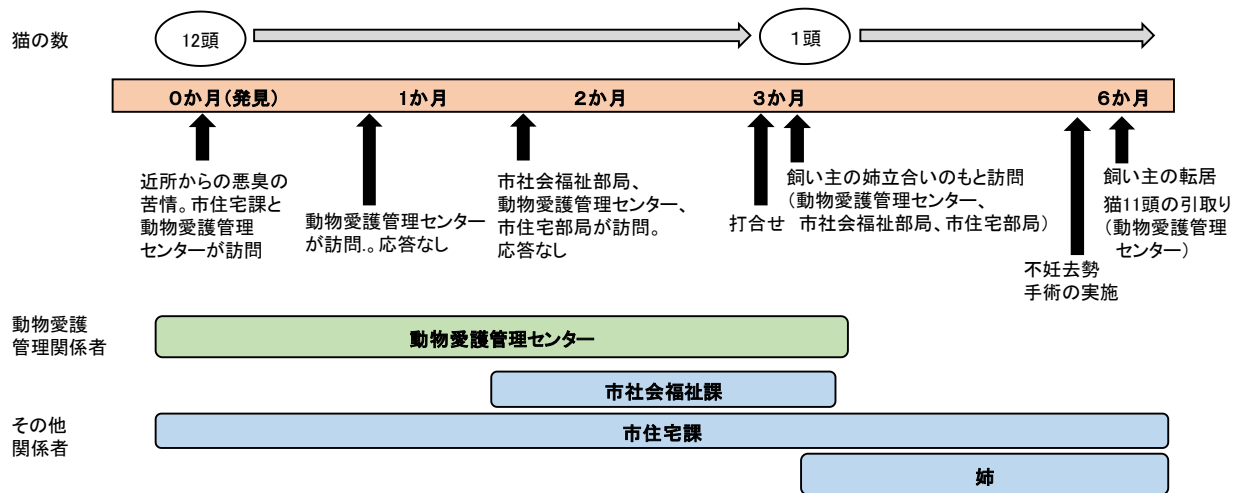 猫の数
12頭
1頭
0か月(発見)
1か月
2か月
3か月
6か月
近所からの悪臭の
苦情。市住宅課と
動物愛護管理
センターが訪問
動物愛護管理センター
が訪問.。応答なし
市社会福祉部局、
動物愛護管理センター、
市住宅部局が訪問。
応答なし
打合せ
飼い主の姉立合いのもと訪問
(動物愛護管理センター、
市社会福祉部局、市住宅部局)
不妊去勢
手術の実施
飼い主の転居
猫11頭の引取り
(動物愛護管理
センター)
動物愛護
管理関係者
動物愛護管理センター
市社会福祉課
その他
関係者
市住宅課
姉